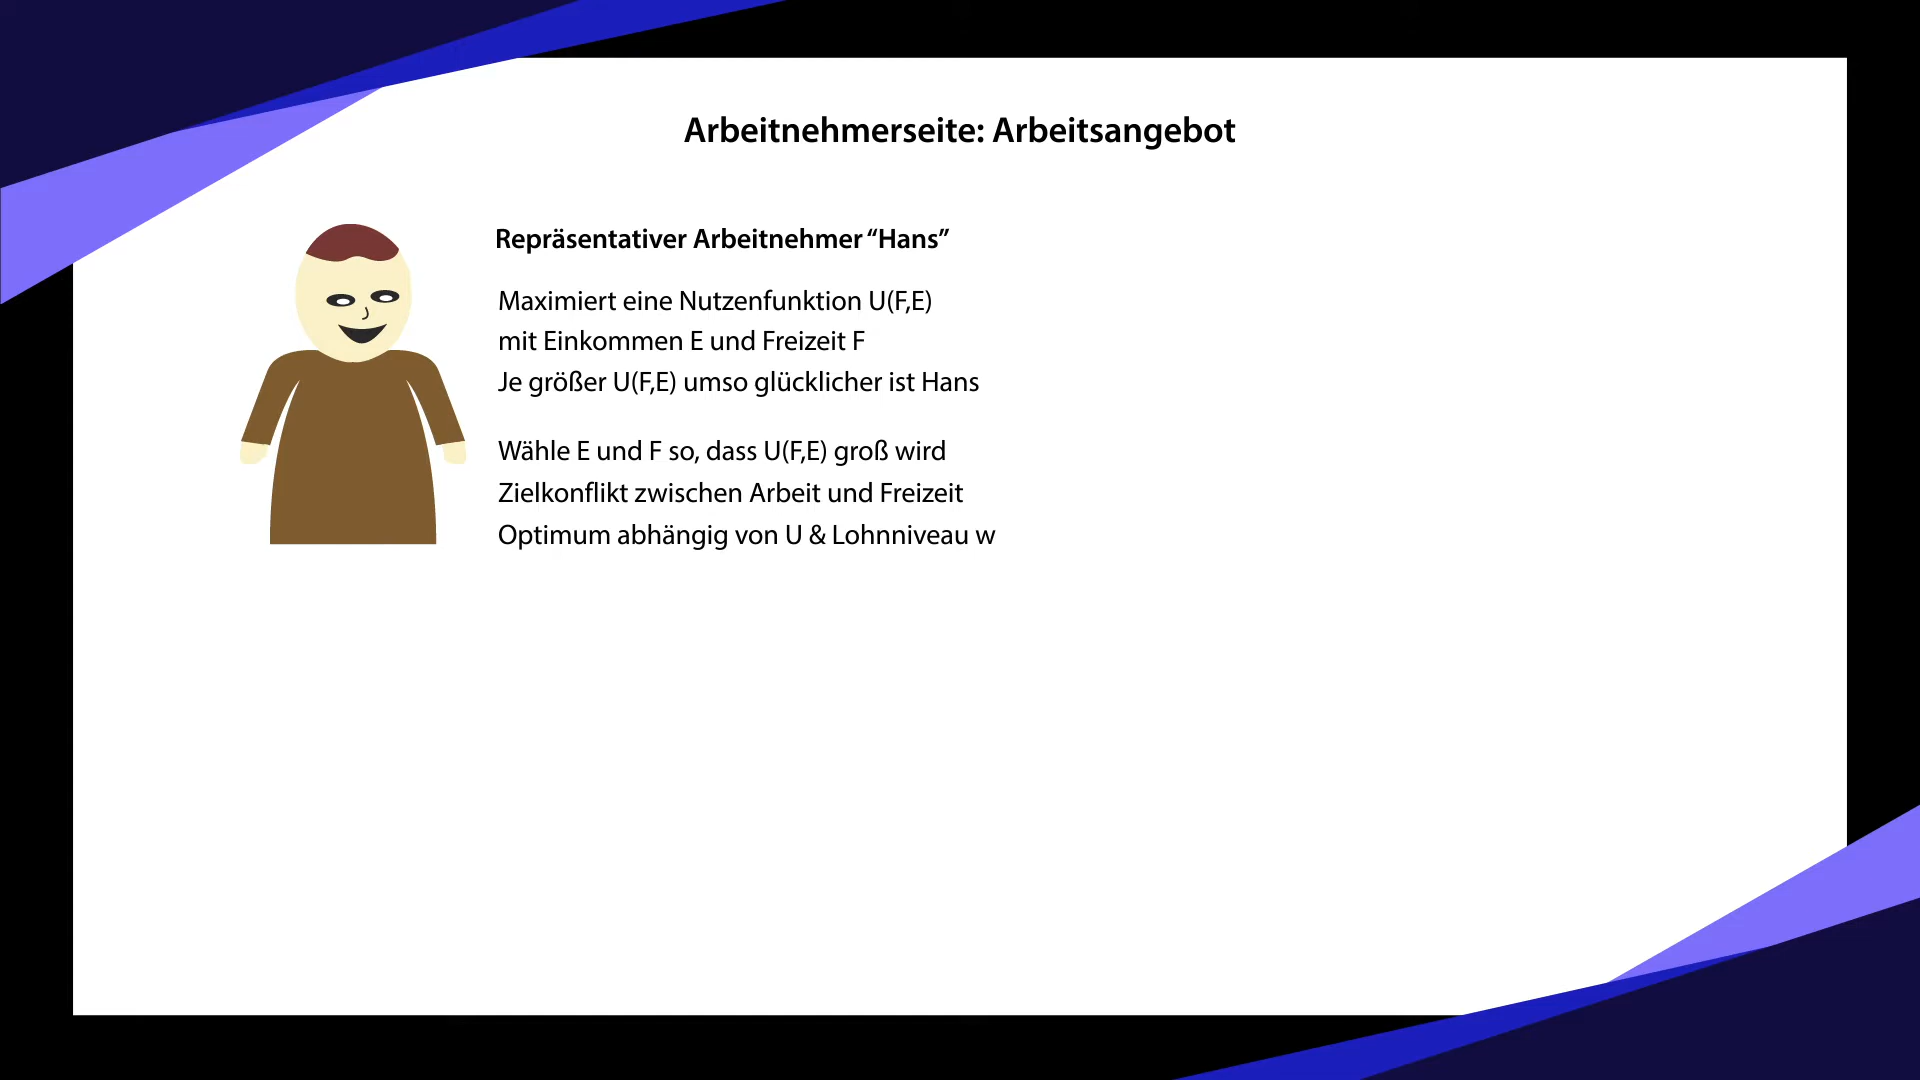 Arbeitnehmerseite: Arbeitsangebot
Repräsentativer Arbeitnehmer “Hans”
Maximiert eine Nutzenfunktion U(F,E)
mit Einkommen E und Freizeit F
Je größer U(F,E) umso glücklicher ist Hans
Wähle E und F so, dass U(F,E) groß wird
Zielkonflikt zwischen Arbeit und Freizeit
Optimum abhängig von U & Lohnniveau w